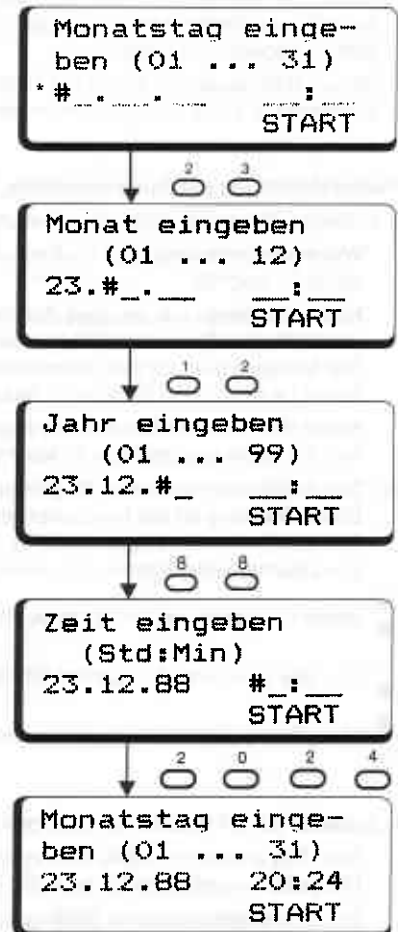 Monatstag einge-
ben (01 ... 31)
* #_.__.__ __:__
START
2 3
Monat eingeben
(01 ... 12)
23.#_.__ __:__
START
1 2
Jahr eingeben
(01 ... 99)
23.12.#_ __:__
START
8 8
Zeit eingeben
(Std:Min)
23.12.88 #_:__
START
2 0 2 4
Monatstag einge-
ben (01 ... 31)
23.12.88 20:24
START